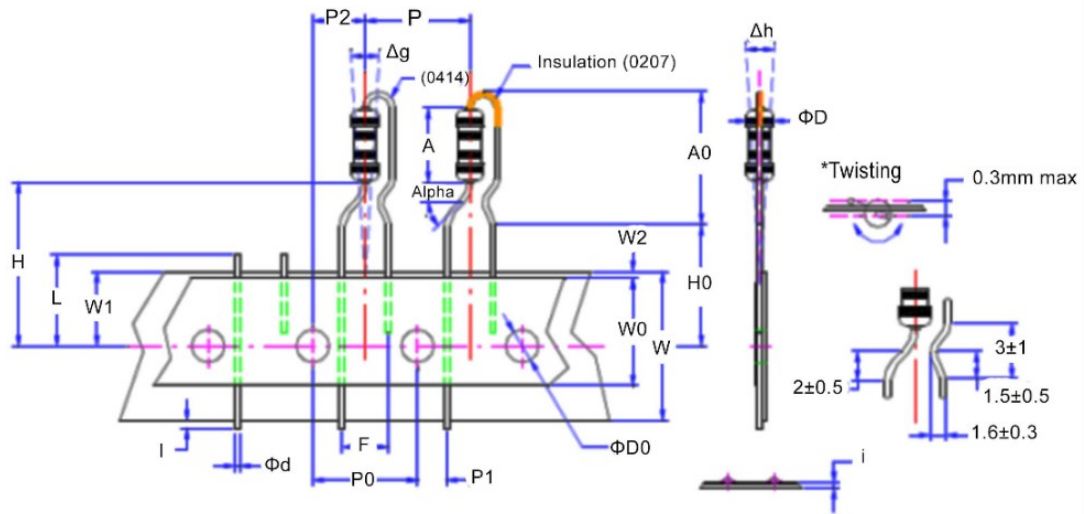 P2
P
Δg
(0414)
Insulation (0207)
Δh
ΦD
A
A0
Alpha
*Twisting
0.3mm max
H
L
W1
W2
H0
W0
W
3±1
2±0.5
1.5±0.5
1.6±0.3
I
Φd
F
P0
P1
ΦD0
i